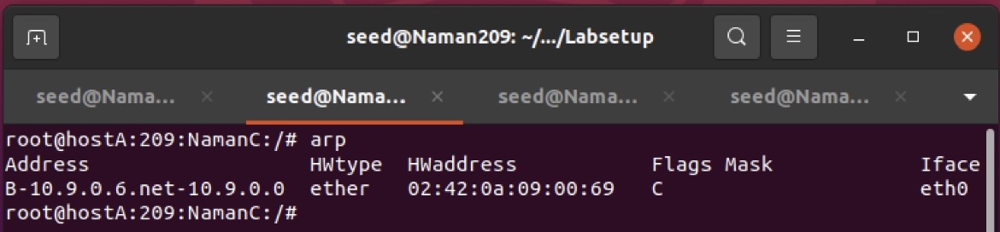 seed@Naman209: ~/.../Labsetup
seed@Nama... seed@Nama... seed@Nama... seed@Nama...
root@hostA:209:NamanC:/# arp
Address                  HWtype  HWaddress           Flags Mask            Iface
B-10.9.0.6.net-10.9.0.0  ether   02:42:0a:09:00:69   C                     eth0
root@hostA:209:NamanC:/#